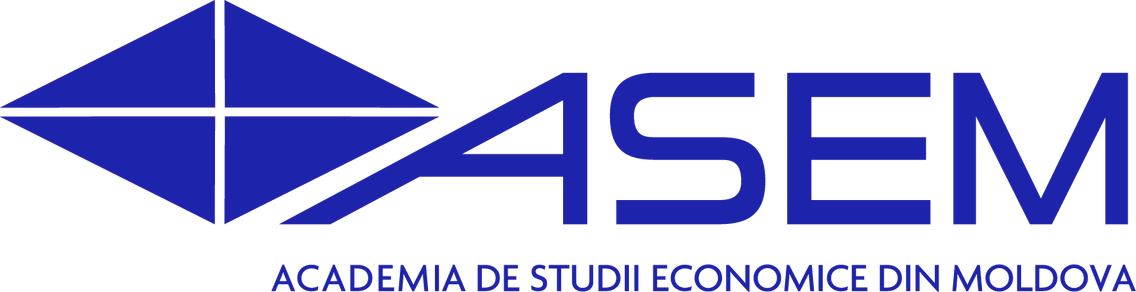 ASEM
ACADEMIA DE STUDII ECONOMICE DIN MOLDOVA